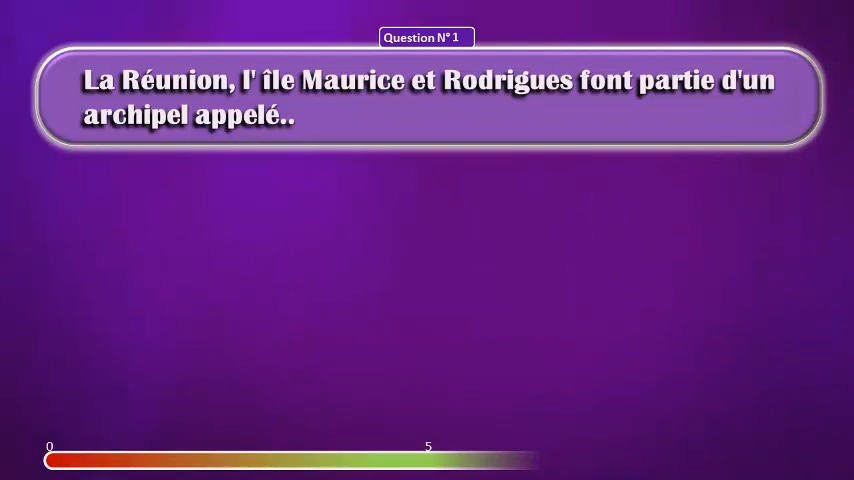 Question N° 1
La Réunion, l' île Maurice et Rodrigues font partie d'un
archipel appelé..
0 5